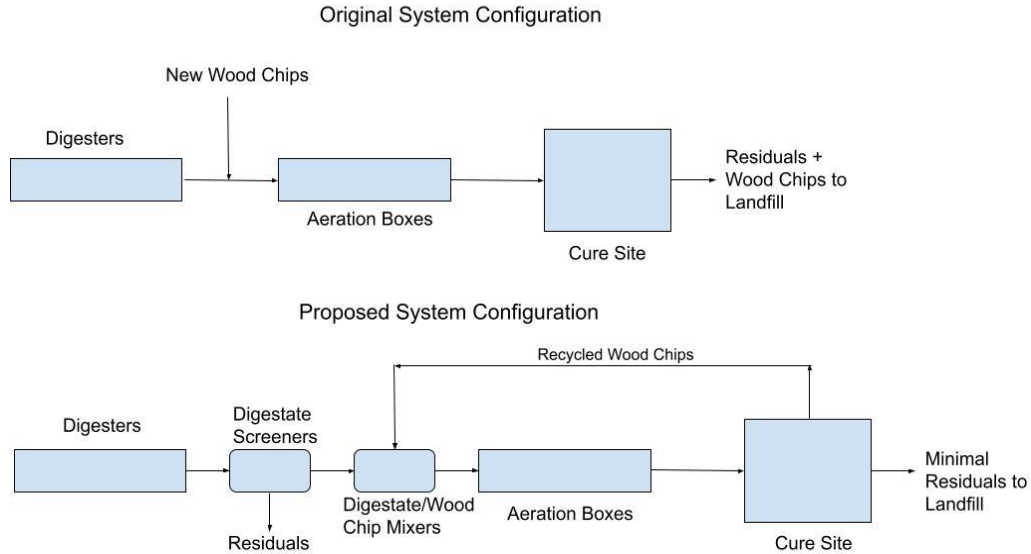 Original System Configuration
New Wood Chips
Digesters
Aeration Boxes
Cure Site
Residuals +
Wood Chips to
Landfill
Proposed System Configuration
Recycled Wood Chips
Digesters
Digestate
Screeners
Residuals
Digestate/Wood
Chip Mixers
Aeration Boxes
Cure Site
Minimal
Residuals to
Landfill